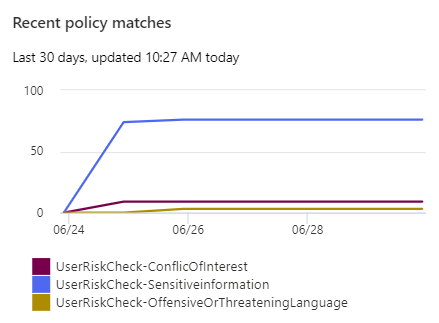 Recent policy matches
Last 30 days, updated 10:27 AM today
100
50
0
06/24 06/26 06/28
UserRiskCheck-ConflicOfInterest
UserRiskCheck-Sensitiveinformation
UserRiskCheck-OffensiveOrThreateningLanguage